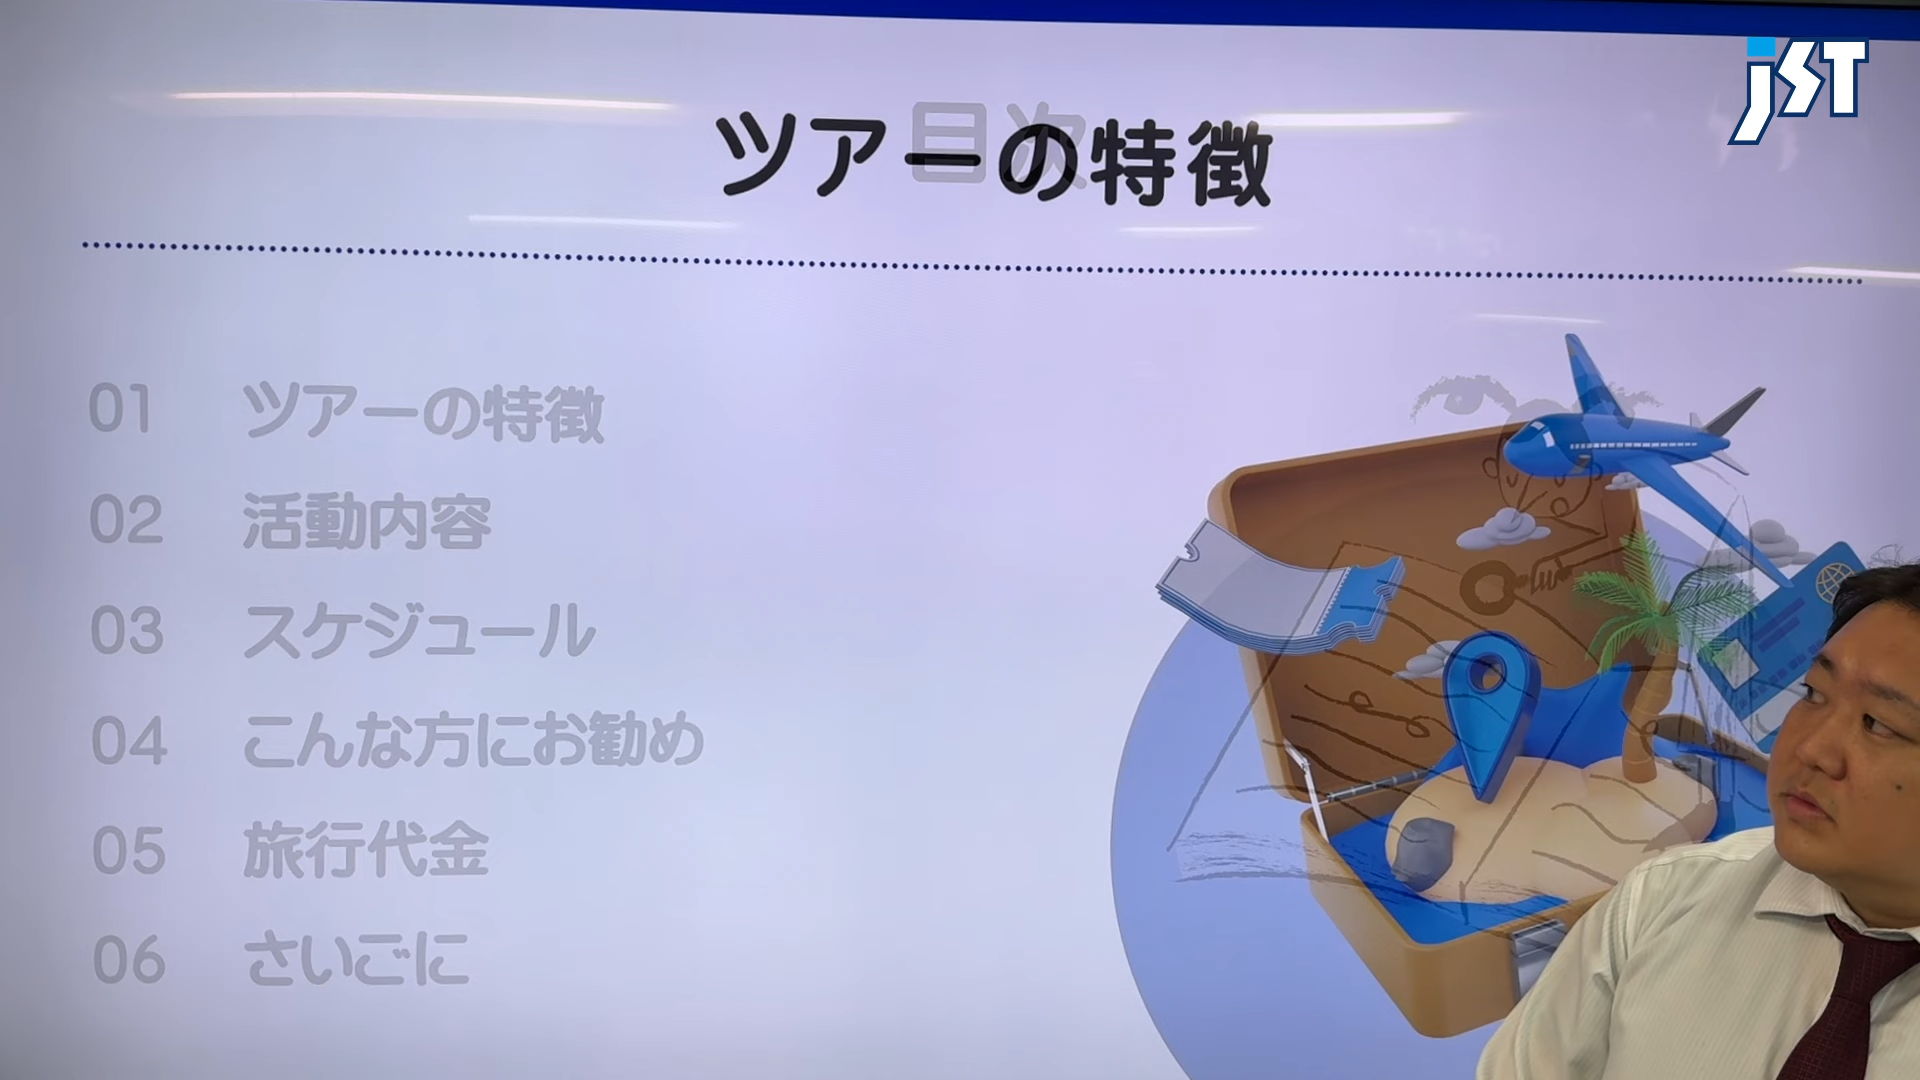 jST
目次
ツアーの特徴
01 ツアーの特徴
02 活動内容
03 スケジュール
04 こんな方にお勧め
05 旅行代金
06 さいごに